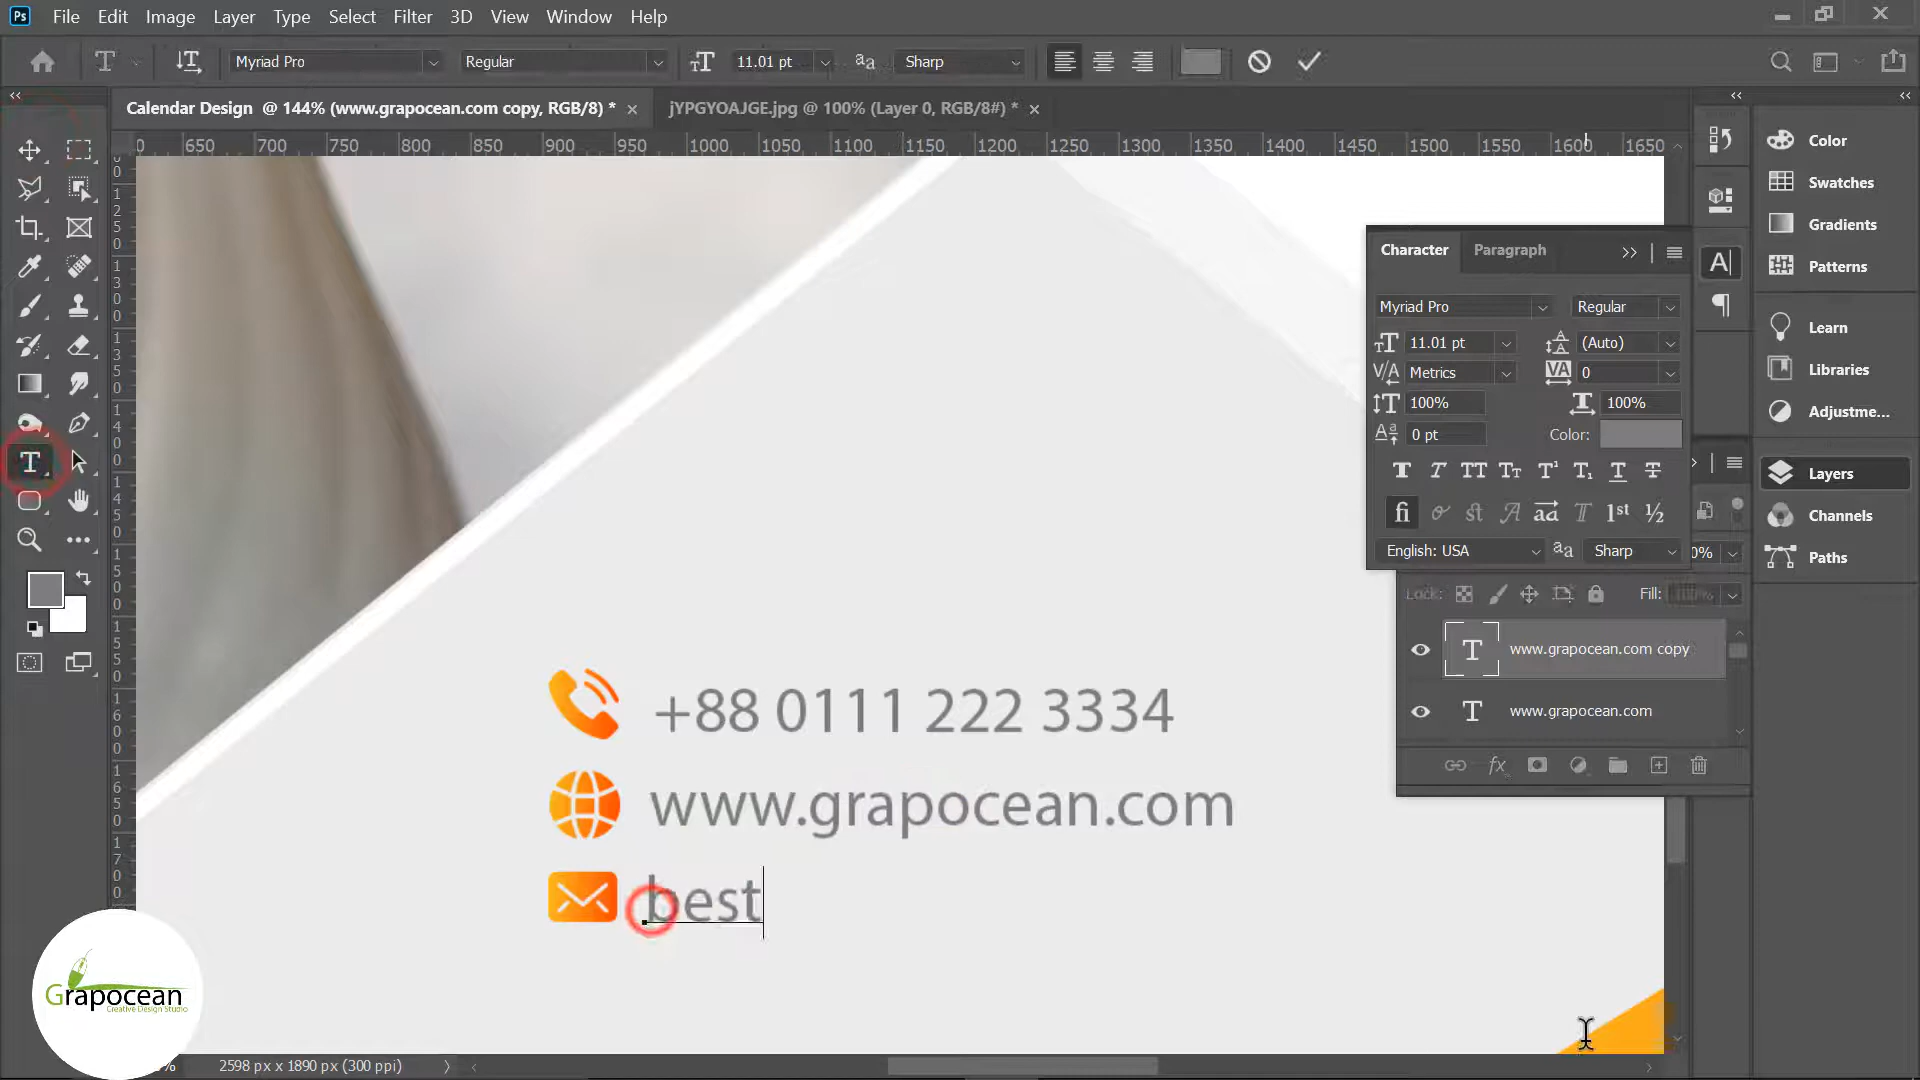 Ps File Edit Image Layer Type Select Filter 3D View Window Help
T Myriad Pro Regular 11.01 pt aa Sharp
Calendar Design @ 144% (www.grapocean.com copy, RGB/8) * jYPGYOAJGE.jpg @ 100% (Layer 0, RGB/8#) *
0 650 700 750 800 850 900 950 1000 1050 1100 1150 1200 1250 1300 1350 1400 1450 1500 1550 1600 1650
Character Paragraph
Myriad Pro Regular
11.01 pt (Auto)
Metrics 0
100% 100%
0 pt Color:
English: USA Sharp
0%
Lock: Fill: 100%
www.grapocean.com copy
www.grapocean.com
Color
Swatches
Gradients
Patterns
Learn
Libraries
Adjustme...
Layers
Channels
Paths
+88 0111 222 3334
www.grapocean.com
best
Grapocean
Creative Design Studio
2598 px x 1890 px (300 ppi)